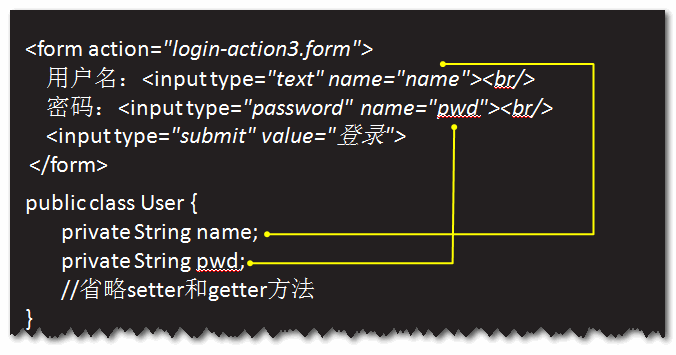 <form action="login-action3.form">
用户名：<input type="text" name="name"><br/>
密码：<input type="password" name="pwd"><br/>
<input type="submit" value="登录">
</form>
public class User {
private String name;
private String pwd;
//省略setter和getter方法
}